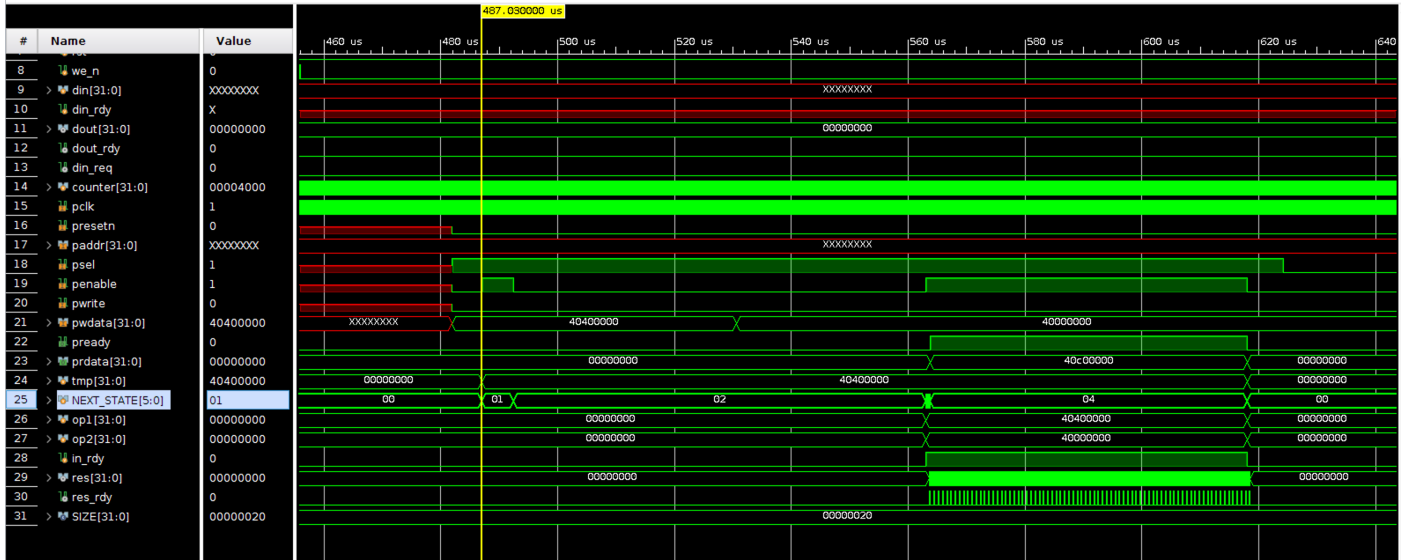 487.030000 us
# Name Value 460 us 480 us 500 us 520 us 540 us 560 us 580 us 600 us 620 us 640
8 we_n 0
9 din[31:0] XXXXXXXX XXXXXXXX
10 din_rdy X
11 dout[31:0] 00000000 00000000
12 dout_rdy 0
13 din_req 0
14 counter[31:0] 00004000
15 pclk 1
16 presetn 0
17 paddr[31:0] XXXXXXXX XXXXXXXX
18 psel 1
19 penable 1
20 pwrite 0
21 pwdata[31:0] 40400000 XXXXXXXX 40400000 40000000
22 pready 0
23 prdata[31:0] 00000000 00000000 40c00000 00000000
24 tmp[31:0] 40400000 00000000 40400000 00000000
25 NEXT_STATE[5:0] 01 00 01 02 04 00
26 op1[31:0] 00000000 00000000 40400000 00000000
27 op2[31:0] 00000000 00000000 40000000 00000000
28 in_rdy 0
29 res[31:0] 00000000 00000000 00000000
30 res_rdy 0
31 SIZE[31:0] 00000020 00000020